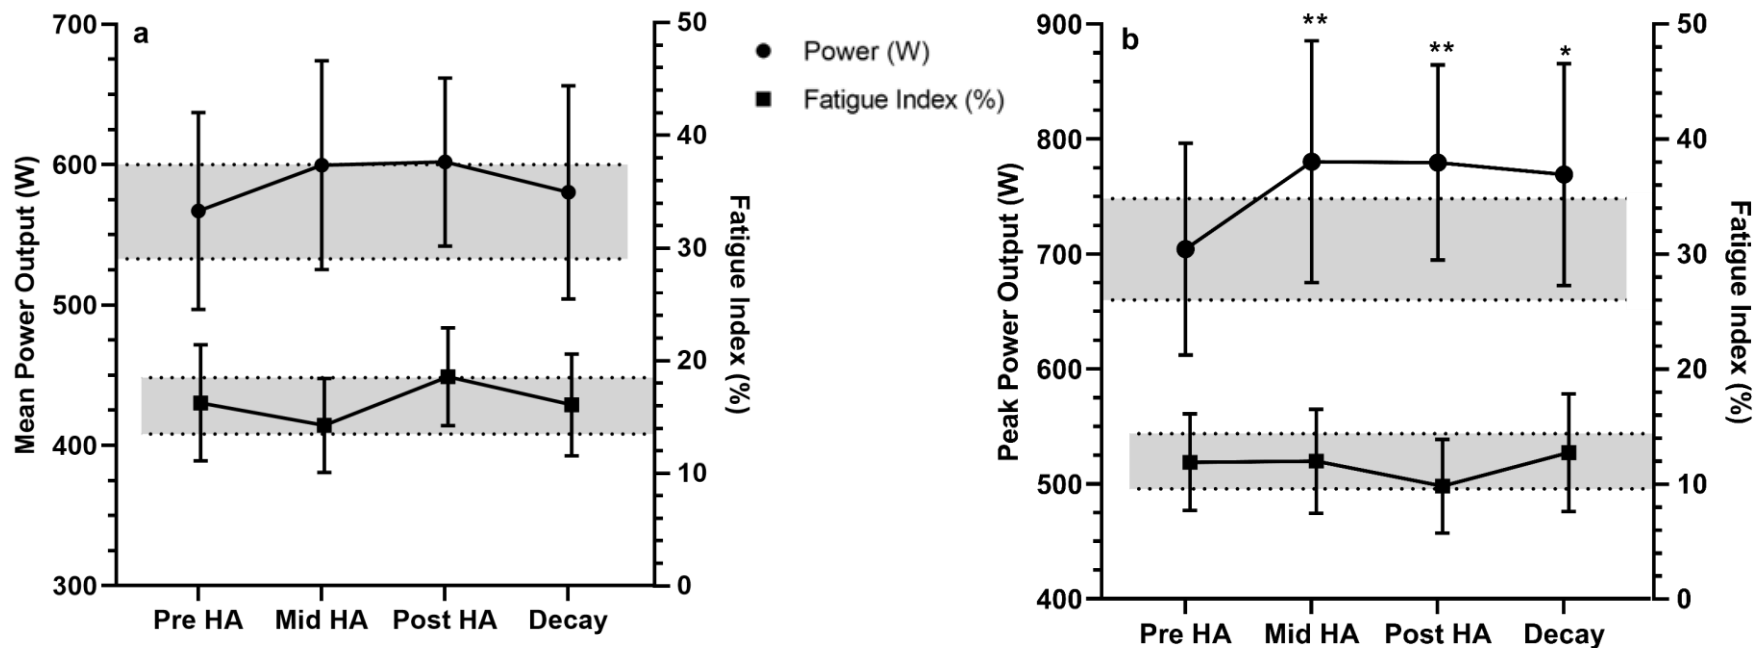 a
Mean Power Output (W)
700
600
500
400
300
Fatigue Index (%)
50
40
30
20
10
0
Pre HA Mid HA Post HA Decay
Power (W)
Fatigue Index (%)
b
Peak Power Output (W)
900
800
700
600
500
400
** ** *
Fatigue Index (%)
50
40
30
20
10
0
Pre HA Mid HA Post HA Decay